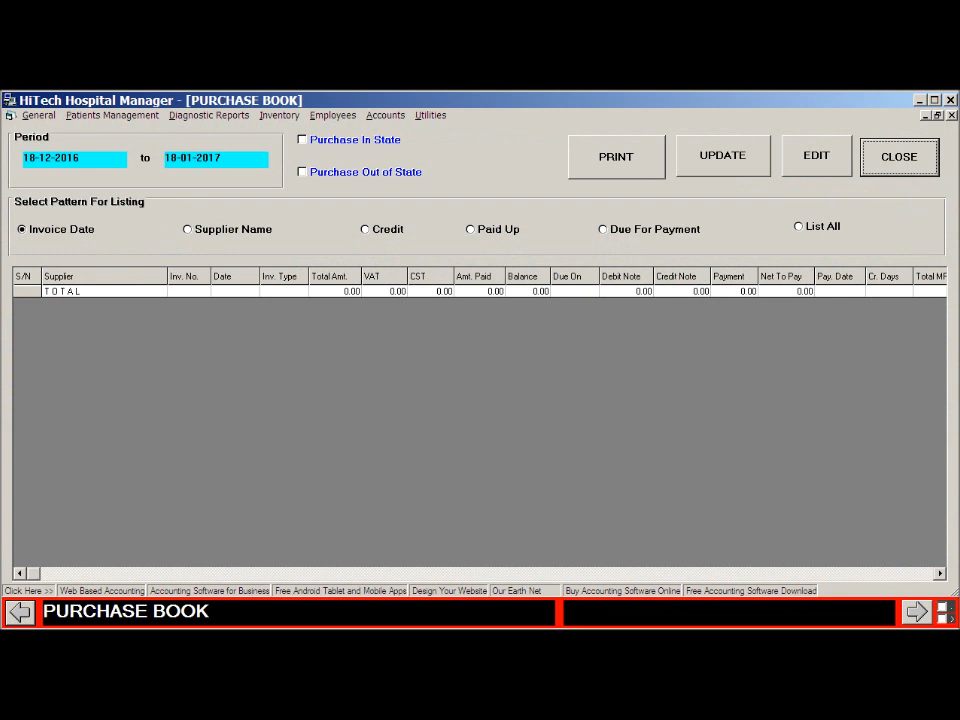 HiTech Hospital Manager - [PURCHASE BOOK]
General Patients Management Diagnostic Reports Inventory Employees Accounts Utilities
Period
18-12-2016 to 18-01-2017
Purchase In State
Purchase Out of State
PRINT UPDATE EDIT CLOSE
Select Pattern For Listing
Invoice Date Supplier Name Credit Paid Up Due For Payment List All
S/N Supplier Inv. No. Date Inv. Type Total Amt. VAT CST Amt. Paid Balance Due On Debit Note Credit Note Payment Net To Pay Pay. Date Cr. Days Total MR
T O T A L 0.00 0.00 0.00 0.00 0.00 0.00 0.00 0.00 0.00
Click Here >> Web Based Accounting Accounting Software for Business Free Android Tablet and Mobile Apps Design Your Website Our Earth Net Buy Accounting Software Online Free Accounting Software Download
PURCHASE BOOK